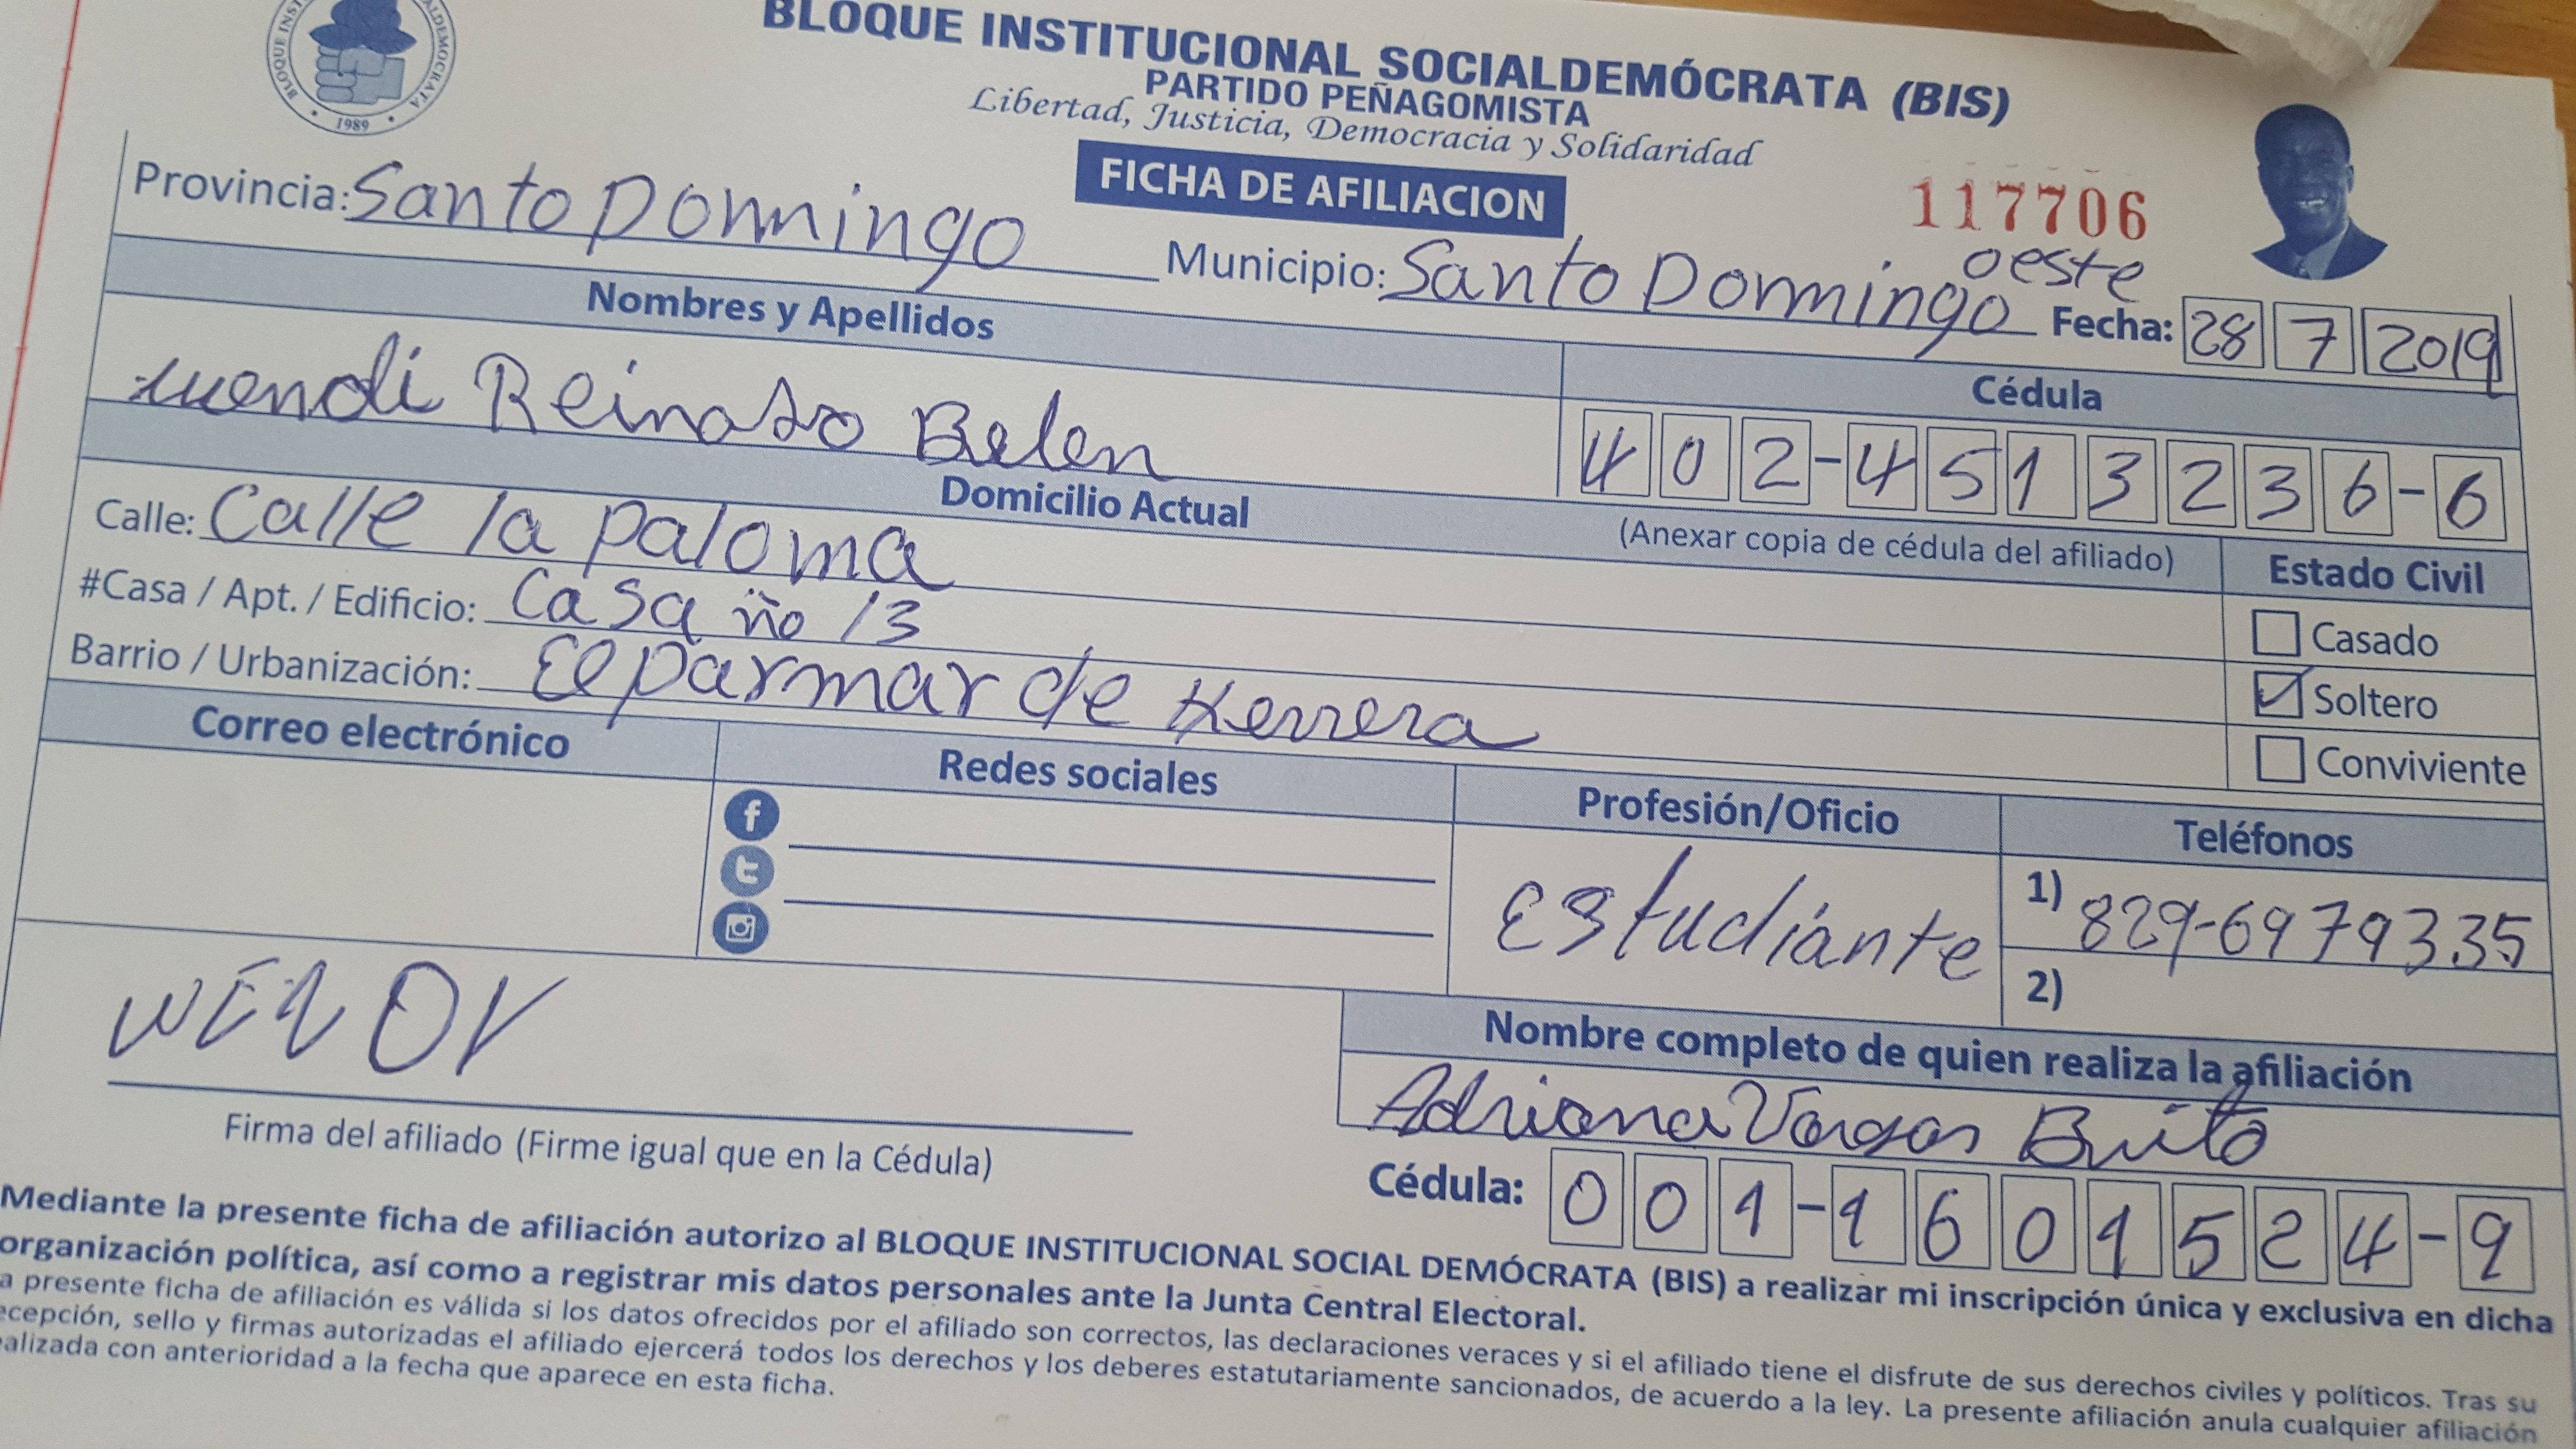 BLOQUE INSTITUCIONAL SOCIALDEMÓCRATA (BIS)
PARTIDO PEÑAGOMISTA
Libertad, Justicia, Democracia y Solidaridad
1989
FICHA DE AFILIACION
117706
Provincia: Santo Domingo
Municipio: Santo Domingo oeste
Fecha: 28 7 2019
Nombres y Apellidos
Cédula
wendi Reinoso Belen
402-4513236-6
(Anexar copia de cédula del afiliado)
Domicilio Actual
Estado Civil
Calle: Calle la paloma
Casado
#Casa / Apt. / Edificio: Casa ño 13
Soltero
Barrio / Urbanización: El parmar de Herrera
Conviviente
Correo electrónico
Redes sociales
Profesión/Oficio
Teléfonos
Estudiante
1) 829-6979335
2)
Nombre completo de quien realiza la afiliación
Adriana Vargas Brito
Firma del afiliado (Firme igual que en la Cédula)
Cédula: 001-1601524-9
Mediante la presente ficha de afiliación autorizo al BLOQUE INSTITUCIONAL SOCIAL DEMÓCRATA (BIS) a realizar mi inscripción única y exclusiva en dicha
organización política, así como a registrar mis datos personales ante la Junta Central Electoral.
a presente ficha de afiliación es válida si los datos ofrecidos por el afiliado son correctos, las declaraciones veraces y si el afiliado tiene el disfrute de sus derechos civiles y políticos. Tras su
ecepción, sello y firmas autorizadas el afiliado ejercerá todos los derechos y los deberes estatutariamente sancionados, de acuerdo a la ley. La presente afiliación anula cualquier afiliación
ealizada con anterioridad a la fecha que aparece en esta ficha.